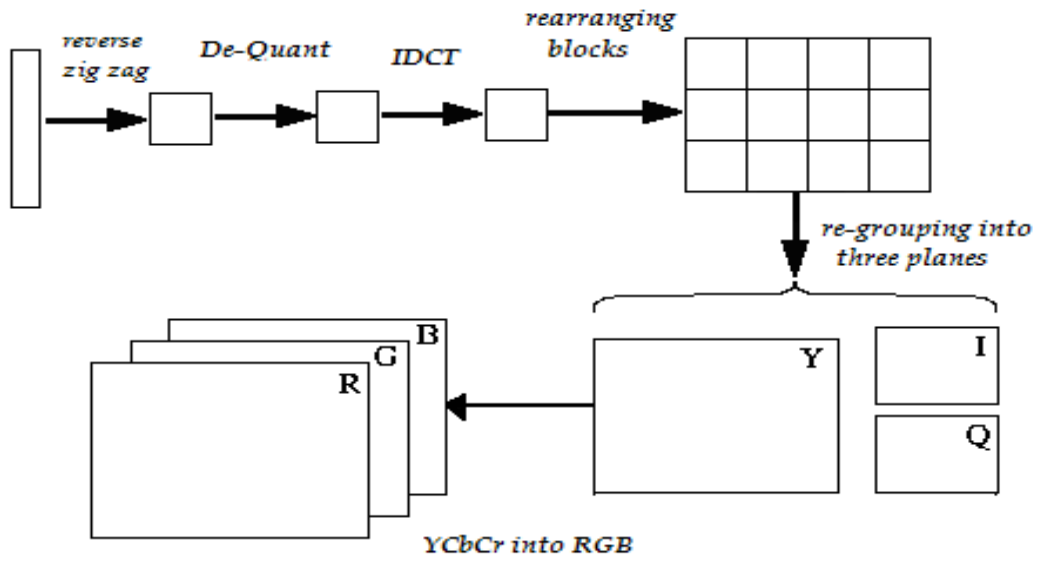 reverse
zig zag
De-Quant
IDCT
rearranging
blocks
re-grouping into
three planes
B
G
R
Y
I
Q
YCbCr into RGB